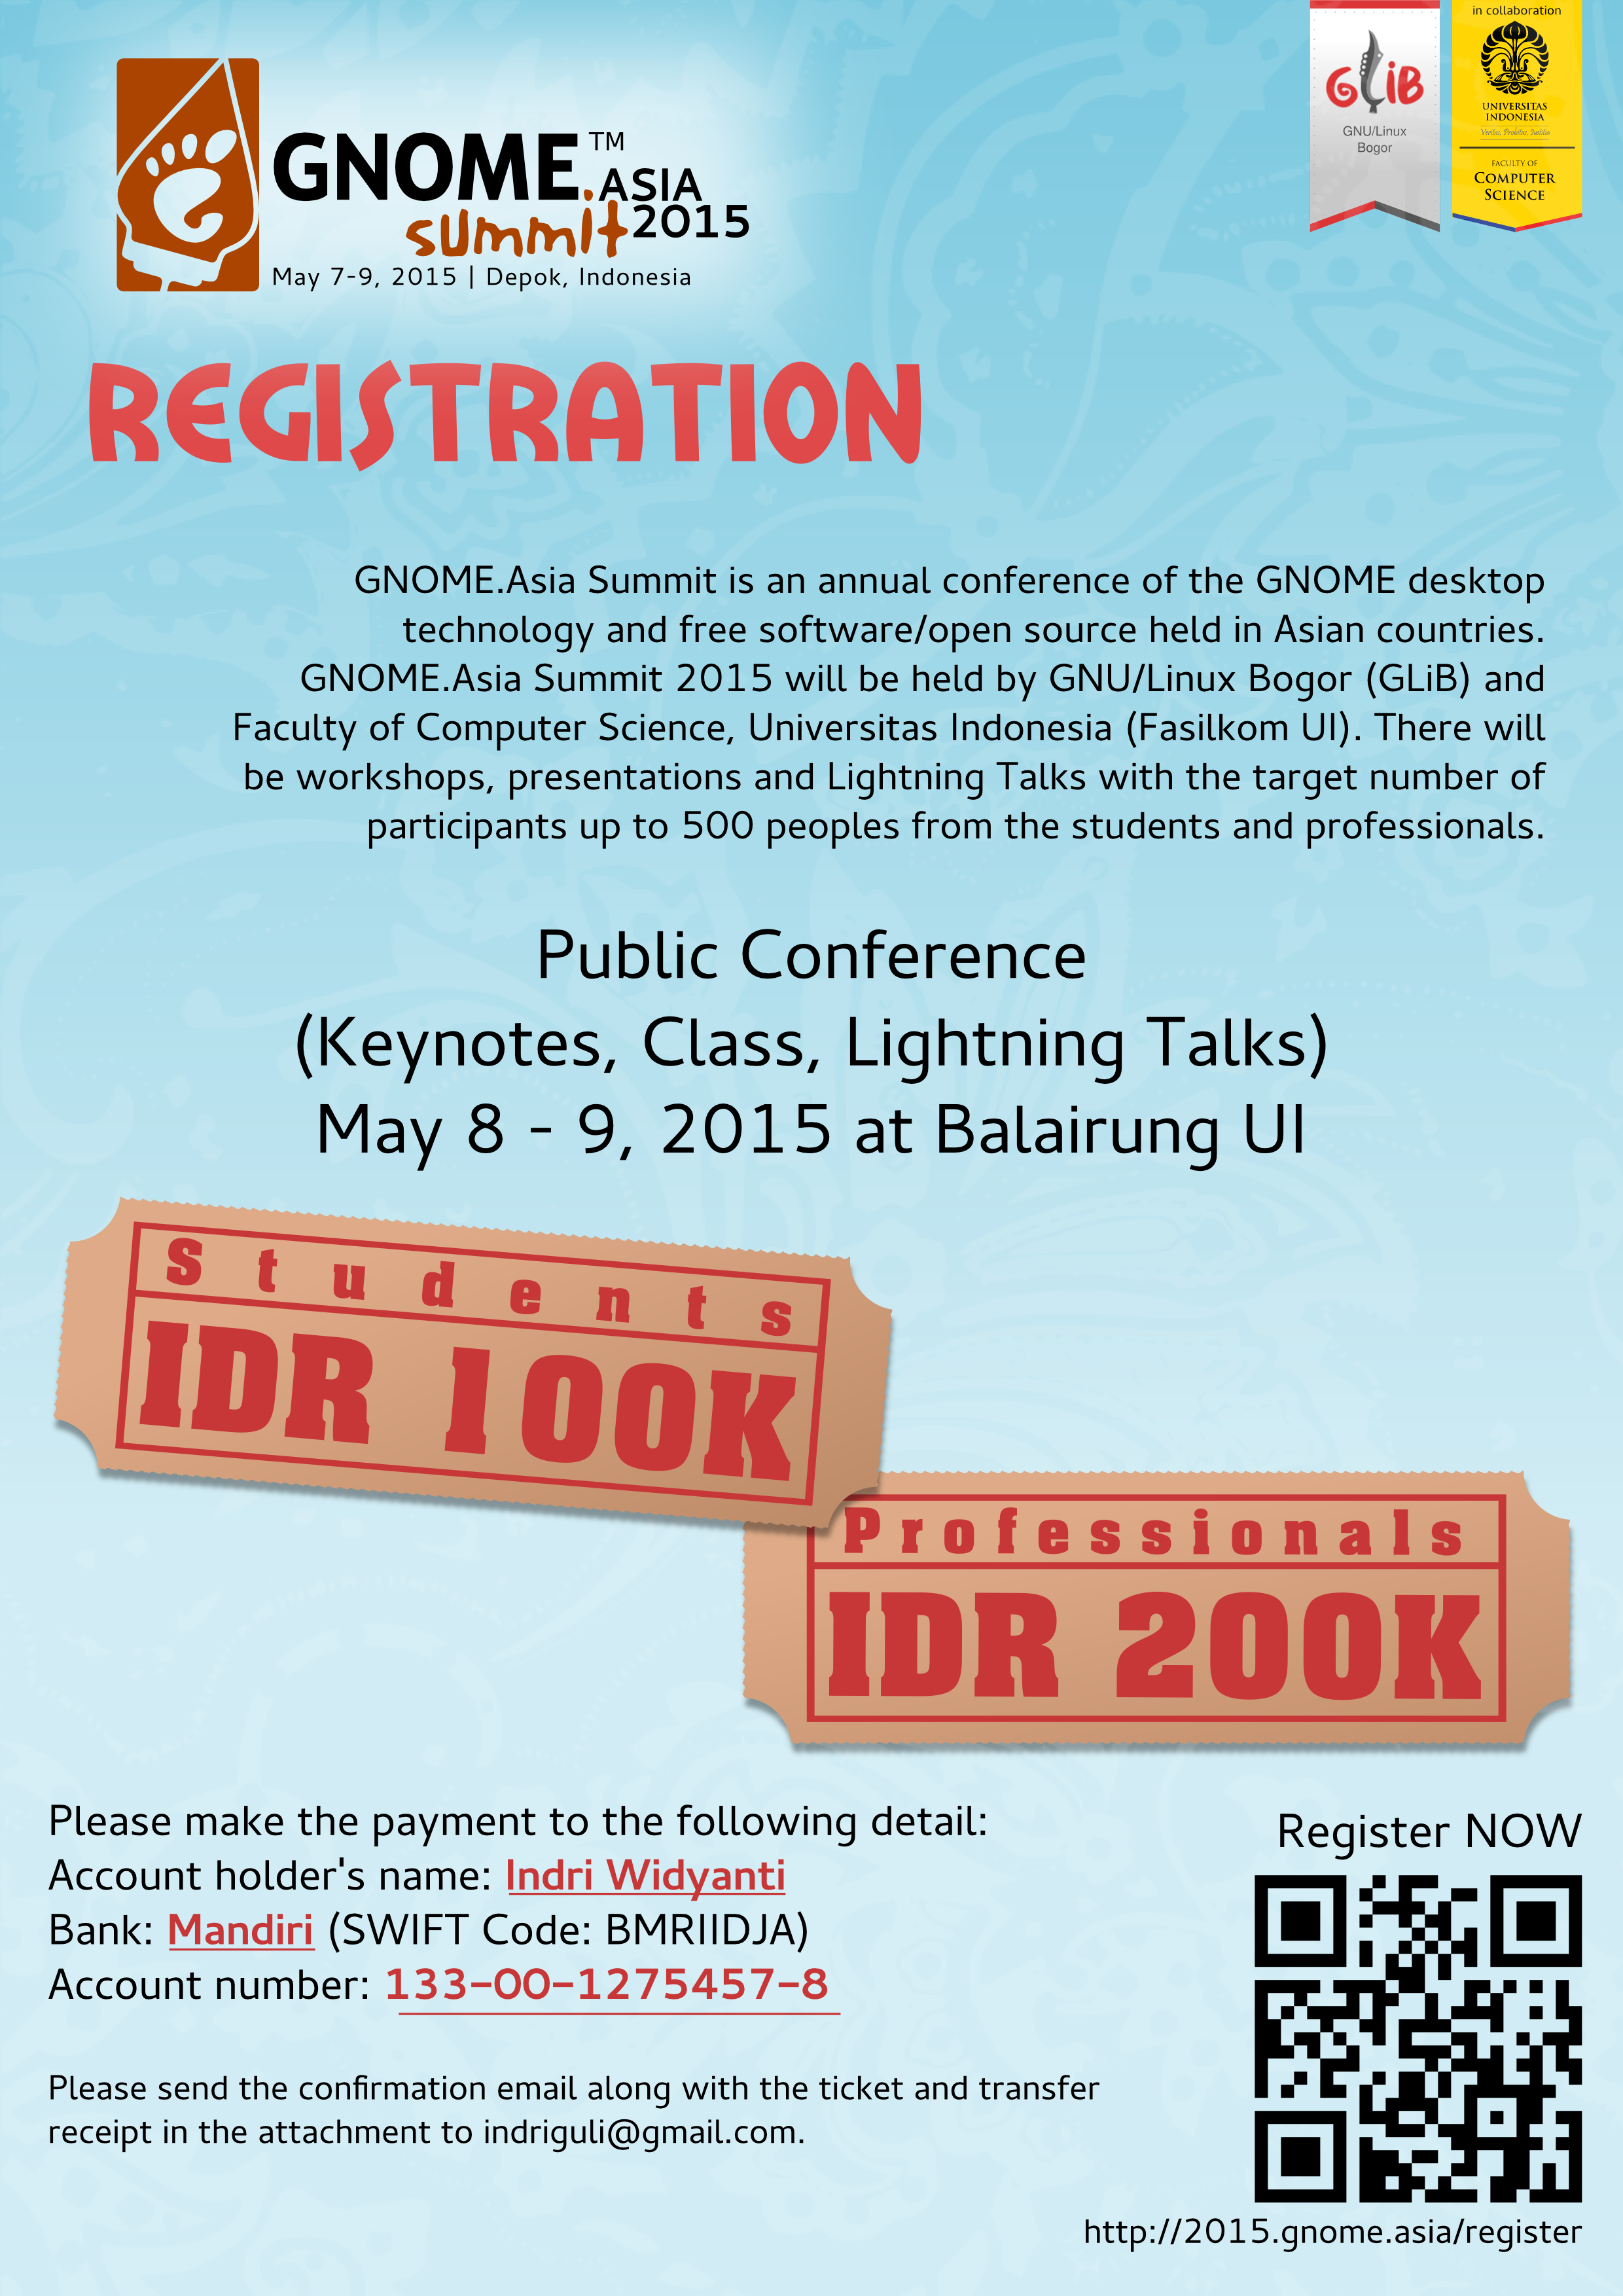 GNOME.ASIA™
summit 2015
May 7-9, 2015 | Depok, Indonesia
GLiB
GNU/Linux
Bogor
in collaboration
UNIVERSITAS
INDONESIA
Veritas, Probitas, Iustitia
FACULTY OF
COMPUTER
SCIENCE
REGISTRATION
GNOME.Asia Summit is an annual conference of the GNOME desktop
technology and free software/open source held in Asian countries.
GNOME.Asia Summit 2015 will be held by GNU/Linux Bogor (GLiB) and
Faculty of Computer Science, Universitas Indonesia (Fasilkom UI). There will
be workshops, presentations and Lightning Talks with the target number of
participants up to 500 peoples from the students and professionals.
Public Conference
(Keynotes, Class, Lightning Talks)
May 8 - 9, 2015 at Balairung UI
Students
IDR 100K
Professionals
IDR 200K
Please make the payment to the following detail:
Account holder's name: Indri Widyanti
Bank: Mandiri (SWIFT Code: BMRIIDJA)
Account number: 133-00-1275457-8
Please send the confirmation email along with the ticket and transfer
receipt in the attachment to indriguli@gmail.com.
Register NOW
http://2015.gnome.asia/register